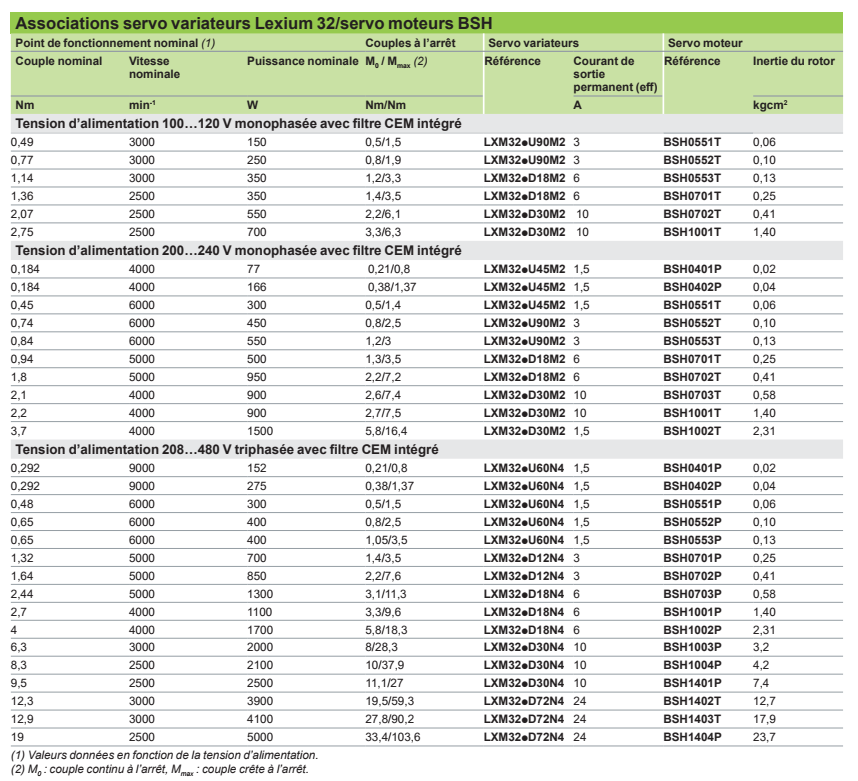 Associations servo variateurs Lexium 32/servo moteurs BSH
Point de fonctionnement nominal (1) Couples à l'arrêt Servo variateurs Servo moteur
Couple nominal Vitesse nominale Puissance nominale M₀ / Mmax (2) Référence Courant de sortie permanent (eff) Référence Inertie du rotor
Nm min⁻¹ W Nm/Nm A kgcm²
Tension d'alimentation 100…120 V monophasée avec filtre CEM intégré
0,49 3000 150 0,5/1,5 LXM32●U90M2 3 BSH0551T 0,06
0,77 3000 250 0,8/1,9 LXM32●U90M2 3 BSH0552T 0,10
1,14 3000 350 1,2/3,3 LXM32●D18M2 6 BSH0553T 0,13
1,36 2500 350 1,4/3,5 LXM32●D18M2 6 BSH0701T 0,25
2,07 2500 550 2,2/6,1 LXM32●D30M2 10 BSH0702T 0,41
2,75 2500 700 3,3/6,3 LXM32●D30M2 10 BSH1001T 1,40
Tension d'alimentation 200…240 V monophasée avec filtre CEM intégré
0,184 4000 77 0,21/0,8 LXM32●U45M2 1,5 BSH0401P 0,02
0,184 4000 166 0,38/1,37 LXM32●U45M2 1,5 BSH0402P 0,04
0,45 6000 300 0,5/1,4 LXM32●U45M2 1,5 BSH0551T 0,06
0,74 6000 450 0,8/2,5 LXM32●U90M2 3 BSH0552T 0,10
0,84 6000 550 1,2/3 LXM32●U90M2 3 BSH0553T 0,13
0,94 5000 500 1,3/3,5 LXM32●D18M2 6 BSH0701T 0,25
1,8 5000 950 2,2/7,2 LXM32●D18M2 6 BSH0702T 0,41
2,1 4000 900 2,6/7,4 LXM32●D30M2 10 BSH0703T 0,58
2,2 4000 900 2,7/7,5 LXM32●D30M2 10 BSH1001T 1,40
3,7 4000 1500 5,8/16,4 LXM32●D30M2 1,5 BSH1002T 2,31
Tension d'alimentation 208…480 V triphasée avec filtre CEM intégré
0,292 9000 152 0,21/0,8 LXM32●U60N4 1,5 BSH0401P 0,02
0,292 9000 275 0,38/1,37 LXM32●U60N4 1,5 BSH0402P 0,04
0,48 6000 300 0,5/1,5 LXM32●U60N4 1,5 BSH0551P 0,06
0,65 6000 400 0,8/2,5 LXM32●U60N4 1,5 BSH0552P 0,10
0,65 6000 400 1,05/3,5 LXM32●U60N4 1,5 BSH0553P 0,13
1,32 5000 700 1,4/3,5 LXM32●D12N4 3 BSH0701P 0,25
1,64 5000 850 2,2/7,6 LXM32●D12N4 3 BSH0702P 0,41
2,44 5000 1300 3,1/11,3 LXM32●D18N4 6 BSH0703P 0,58
2,7 4000 1100 3,3/9,6 LXM32●D18N4 6 BSH1001P 1,40
4 4000 1700 5,8/18,3 LXM32●D18N4 6 BSH1002P 2,31
6,3 3000 2000 8/28,3 LXM32●D30N4 10 BSH1003P 3,2
8,3 2500 2100 10/37,9 LXM32●D30N4 10 BSH1004P 4,2
9,5 2500 2500 11,1/27 LXM32●D30N4 10 BSH1401P 7,4
12,3 3000 3900 19,5/59,3 LXM32●D72N4 24 BSH1402T 12,7
12,9 3000 4100 27,8/90,2 LXM32●D72N4 24 BSH1403T 17,9
19 2500 5000 33,4/103,6 LXM32●D72N4 24 BSH1404P 23,7
(1) Valeurs données en fonction de la tension d'alimentation.
(2) M₀ : couple continu à l'arrêt, Mmax : couple crête à l'arrêt.